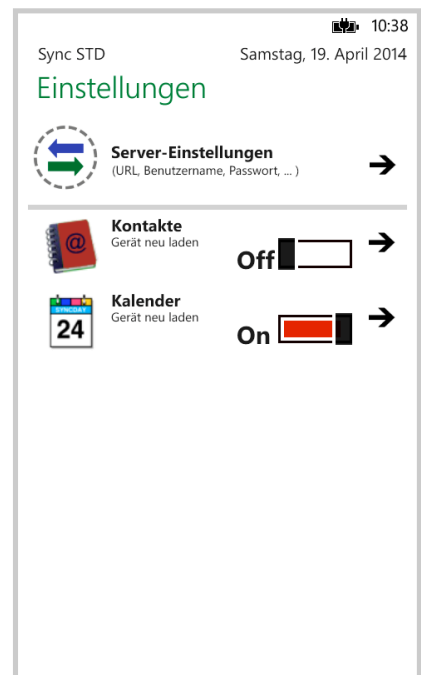 10:38
Sync STD Samstag, 19. April 2014
Einstellungen
Server-Einstellungen
(URL, Benutzername, Passwort, ... )
Kontakte
Gerät neu laden
Off
@
Kalender
Gerät neu laden
SYNCDAY
24
On